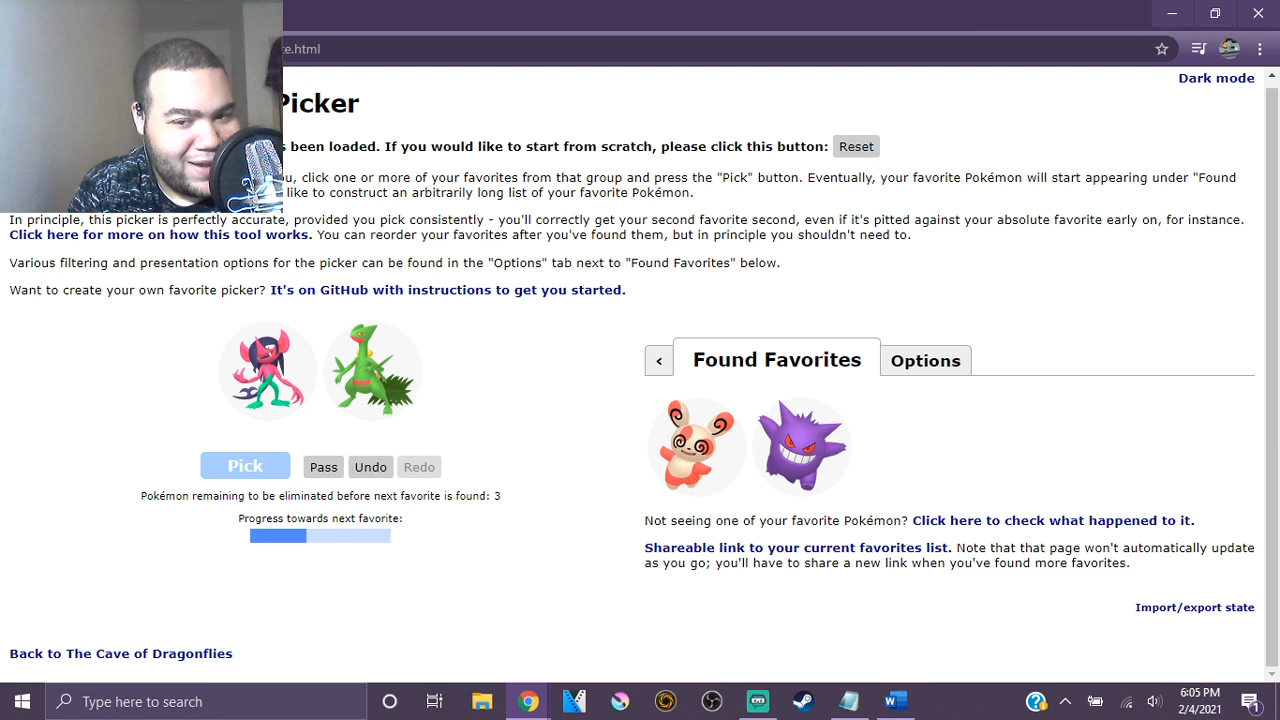 te.html
Dark mode
Picker
s been loaded. If you would like to start from scratch, please click this button: Reset
u, click one or more of your favorites from that group and press the "Pick" button. Eventually, your favorite Pokémon will start appearing under "Found
like to construct an arbitrarily long list of your favorite Pokémon.
In principle, this picker is perfectly accurate, provided you pick consistently - you'll correctly get your second favorite second, even if it's pitted against your absolute favorite early on, for instance.
Click here for more on how this tool works. You can reorder your favorites after you've found them, but in principle you shouldn't need to.
Various filtering and presentation options for the picker can be found in the "Options" tab next to "Found Favorites" below.
Want to create your own favorite picker? It's on GitHub with instructions to get you started.
‹ Found Favorites Options
Pick Pass Undo Redo
Pokémon remaining to be eliminated before next favorite is found: 3
Progress towards next favorite:
Not seeing one of your favorite Pokémon? Click here to check what happened to it.
Shareable link to your current favorites list. Note that that page won't automatically update
as you go; you'll have to share a new link when you've found more favorites.
Import/export state
Back to The Cave of Dragonflies
Type here to search
6:05 PM
2/4/2021